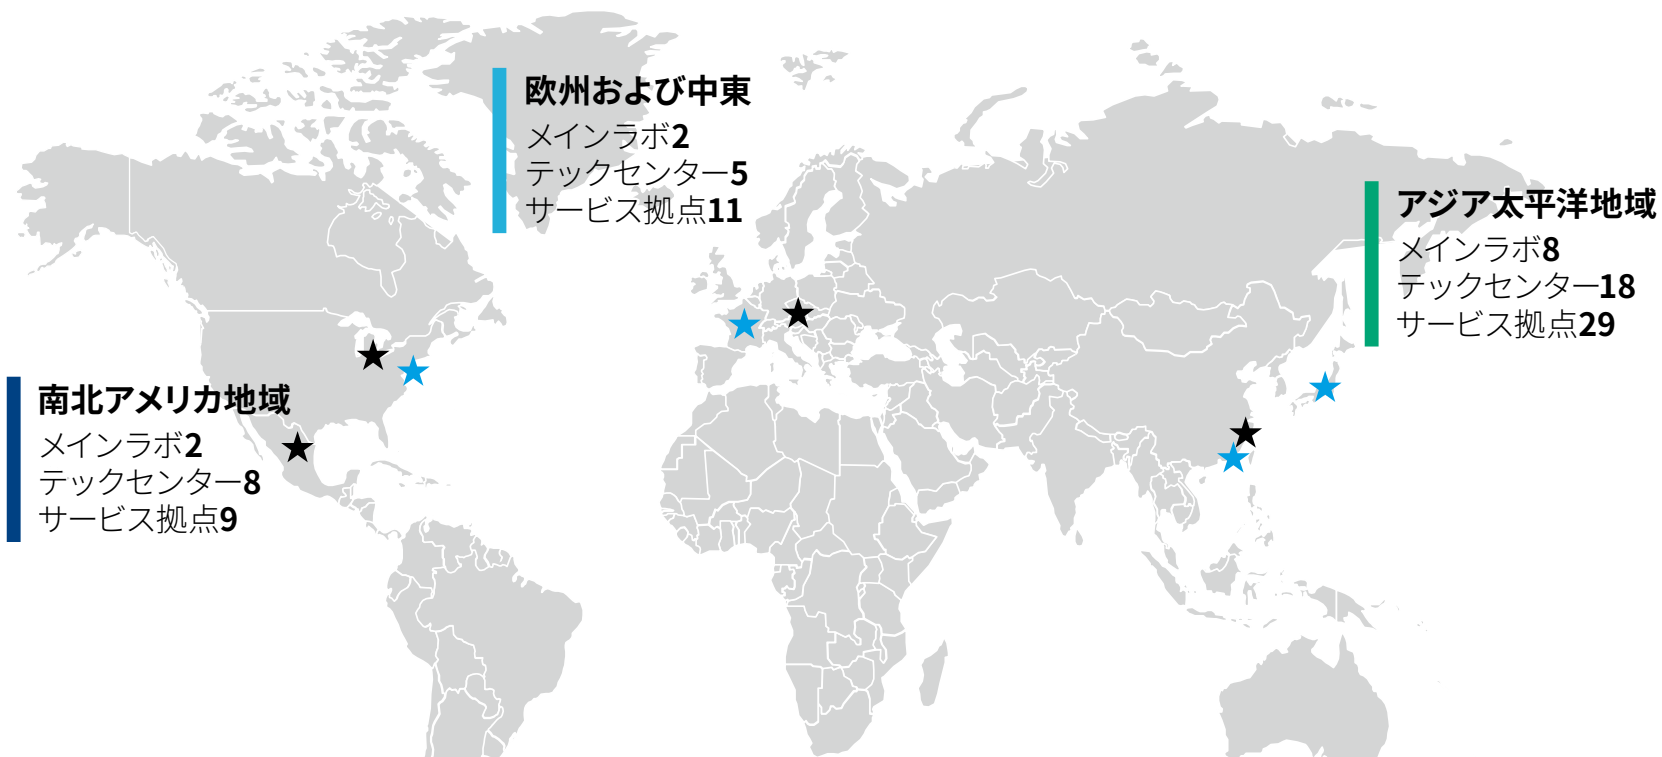 欧州および中東
メインラボ2
テックセンター5
サービス拠点11
アジア太平洋地域
メインラボ8
テックセンター18
サービス拠点29
南北アメリカ地域
メインラボ2
テックセンター8
サービス拠点9